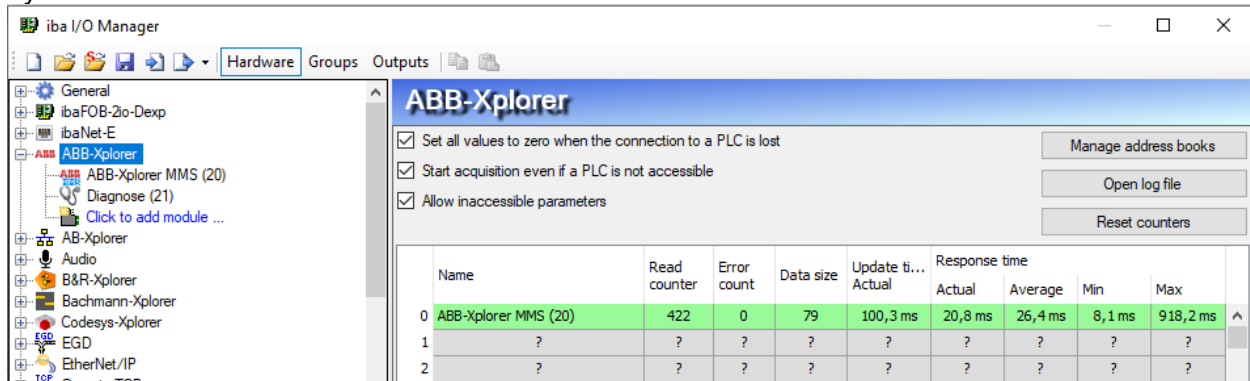 iba I/O Manager
Hardware Groups Outputs
General
ibaFOB-2io-Dexp
ibaNet-E
ABB ABB-Xplorer
ABB ABB-Xplorer MMS (20)
Diagnose (21)
Click to add module ...
AB-Xplorer
Audio
B&R-Xplorer
Bachmann-Xplorer
Codesys-Xplorer
EGD EGD
EtherNet/IP
TCP
ABB-Xplorer
Set all values to zero when the connection to a PLC is lost
Start acquisition even if a PLC is not accessible
Allow inaccessible parameters
Manage address books
Open log file
Reset counters
Name Read counter Error count Data size Update ti... Actual Response time
Actual Average Min Max
0 ABB-Xplorer MMS (20) 422 0 79 100,3 ms 20,8 ms 26,4 ms 8,1 ms 918,2 ms
1 ? ? ? ? ? ? ? ? ?
2 ? ? ? ? ? ? ? ? ?